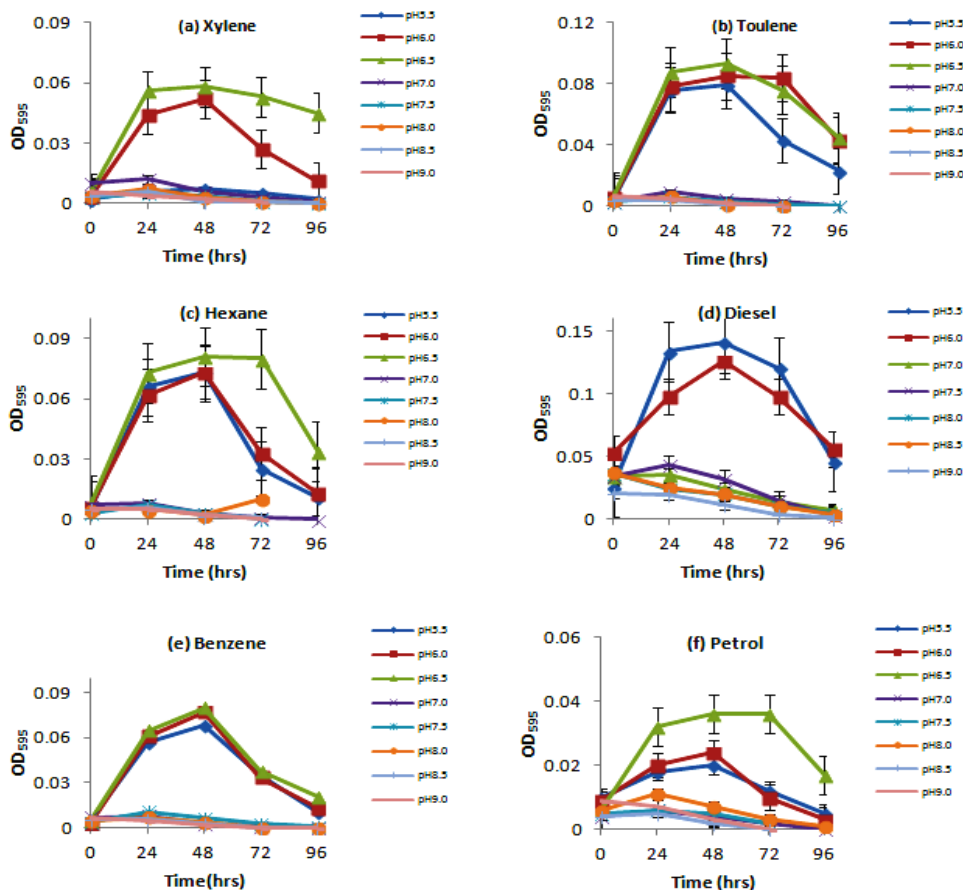 (a) Xylene
OD595
0.09
0.06
0.03
0
0 24 48 72 96
Time (hrs)
pH5.5
pH6.0
pH6.5
pH7.0
pH7.5
pH8.0
pH8.5
pH9.0
(b) Toulene
OD595
0.12
0.08
0.04
0
0 24 48 72 96
Time (hrs)
pH5.5
pH6.0
pH6.5
pH7.0
pH7.5
pH8.0
pH8.5
pH9.0
(c) Hexane
OD595
0.09
0.06
0.03
0
0 24 48 72 96
Time (hrs)
pH5.5
pH6.0
pH6.5
pH7.0
pH7.5
pH8.0
pH8.5
pH9.0
(d) Diesel
OD595
0.15
0.1
0.05
0
0 24 48 72 96
Time (hrs)
pH5.5
pH6.0
pH7.0
pH7.5
pH8.0
pH8.5
pH9.0
(e) Benzene
OD595
0.09
0.06
0.03
0
0 24 48 72 96
Time(hrs)
pH5.5
pH6.0
pH6.5
pH7.0
pH7.5
pH8.0
pH8.5
pH9.0
(f) Petrol
OD595
0.06
0.04
0.02
0
0 24 48 72 96
Time (hrs)
pH5.5
pH6.0
pH6.5
pH7.0
pH7.5
pH8.0
pH8.5
pH9.0